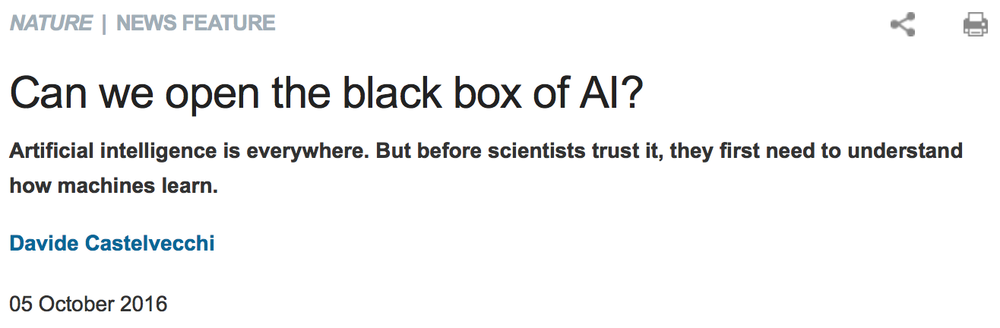 NATURE | NEWS FEATURE
Can we open the black box of AI?
Artificial intelligence is everywhere. But before scientists trust it, they first need to understand
how machines learn.
Davide Castelvecchi
05 October 2016